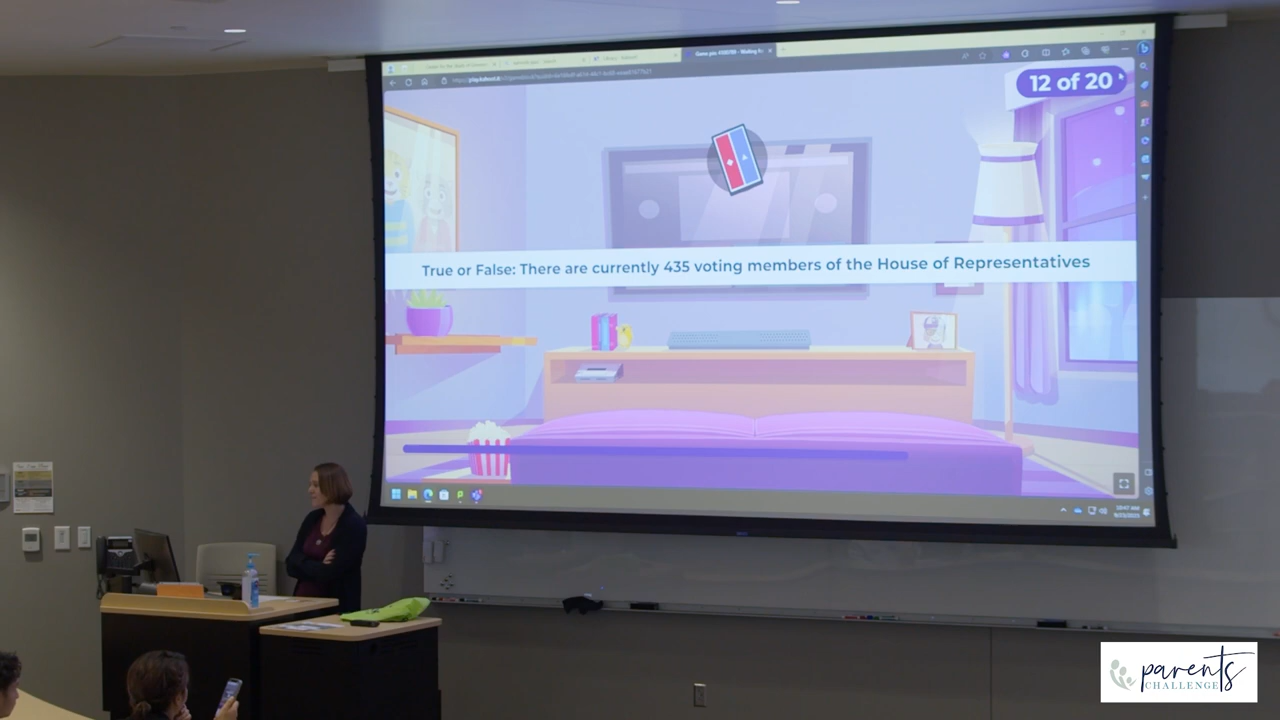 12 of 20
True or False: There are currently 435 voting members of the House of Representatives
parents
CHALLENGE